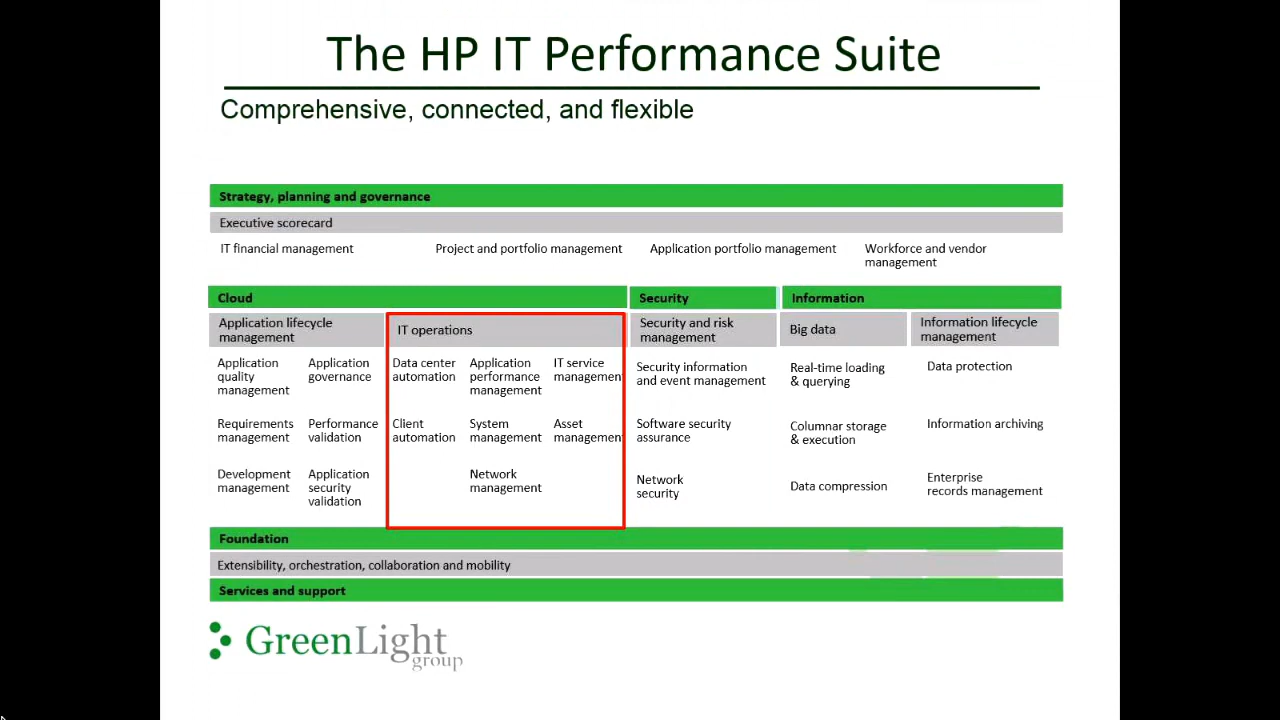 The HP IT Performance Suite
Comprehensive, connected, and flexible
Strategy, planning and governance
Executive scorecard
IT financial management
Project and portfolio management
Application portfolio management
Workforce and vendor
management
Cloud
Security
Information
Application lifecycle
management
IT operations
Security and risk
management
Big data
Information lifecycle
management
Application
quality
management
Application
governance
Data center
automation
Application
performance
management
IT service
management
Security information
and event management
Real-time loading
& querying
Data protection
Requirements
management
Performance
validation
Client
automation
System
management
Asset
management
Software security
assurance
Columnar storage
& execution
Information archiving
Development
management
Application
security
validation
Network
management
Network
security
Data compression
Enterprise
records management
Foundation
Extensibility, orchestration, collaboration and mobility
Services and support
GreenLight
group